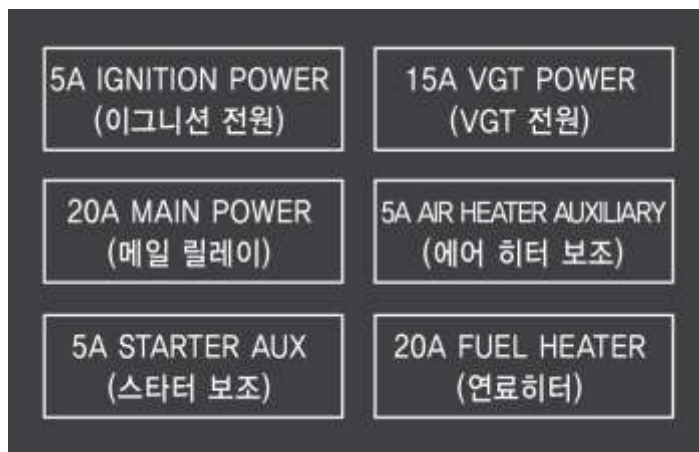 5A IGNITION POWER
(이그니션 전원)
15A VGT POWER
(VGT 전원)
20A MAIN POWER
(메일 릴레이)
5A AIR HEATER AUXILIARY
(에어 히터 보조)
5A STARTER AUX
(스타터 보조)
20A FUEL HEATER
(연료히터)